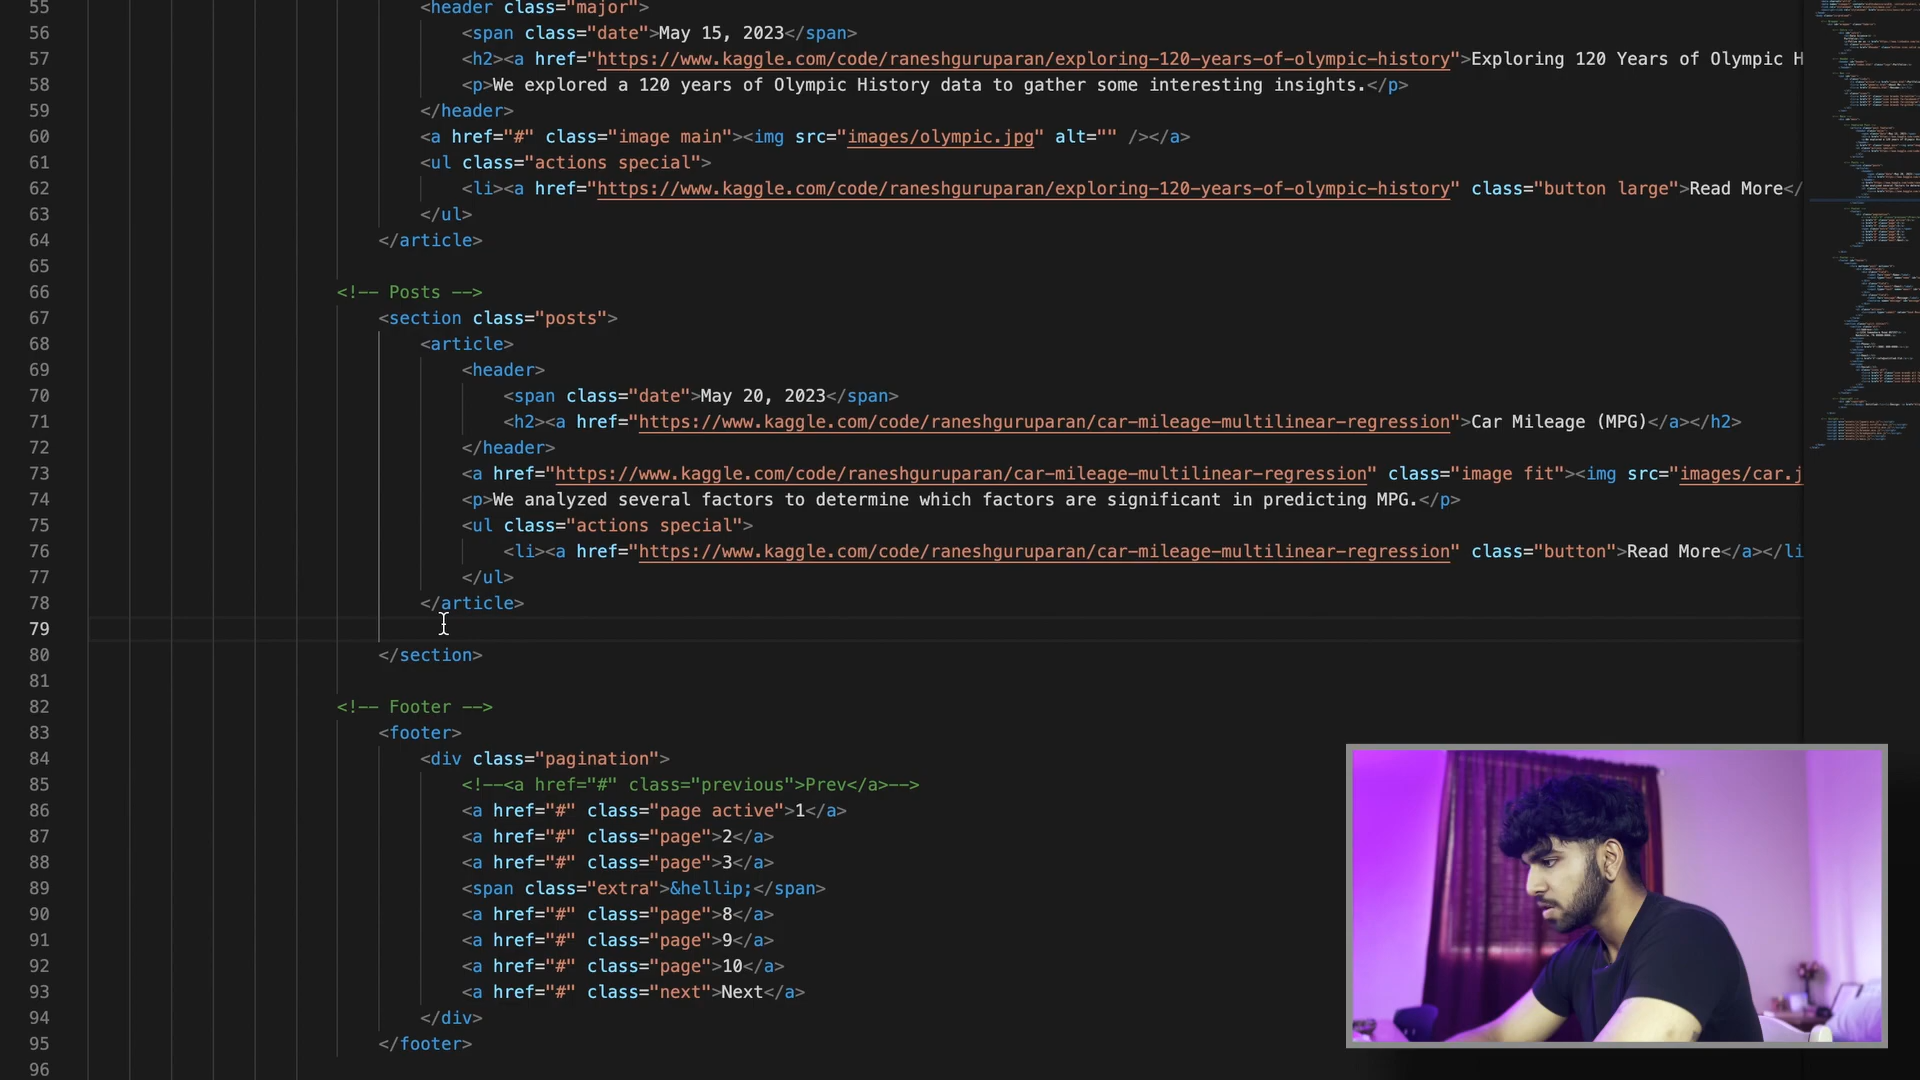 55 <header class="major">
56 <span class="date">May 15, 2023</span>
57 <h2><a href="https://www.kaggle.com/code/raneshguruparan/exploring-120-years-of-olympic-history">Exploring 120 Years of Olympic H
58 <p>We explored a 120 years of Olympic History data to gather some interesting insights.</p>
59 </header>
60 <a href="#" class="image main"><img src="images/olympic.jpg" alt="" /></a>
61 <ul class="actions special">
62 <li><a href="https://www.kaggle.com/code/raneshguruparan/exploring-120-years-of-olympic-history" class="button large">Read More</
63 </ul>
64 </article>
65
66 <!-- Posts -->
67 <section class="posts">
68 <article>
69 <header>
70 <span class="date">May 20, 2023</span>
71 <h2><a href="https://www.kaggle.com/code/raneshguruparan/car-mileage-multilinear-regression">Car Mileage (MPG)</a></h2>
72 </header>
73 <a href="https://www.kaggle.com/code/raneshguruparan/car-mileage-multilinear-regression" class="image fit"><img src="images/car.j
74 <p>We analyzed several factors to determine which factors are significant in predicting MPG.</p>
75 <ul class="actions special">
76 <li><a href="https://www.kaggle.com/code/raneshguruparan/car-mileage-multilinear-regression" class="button">Read More</a></li
77 </ul>
78 </article>
79
80 </section>
81
82 <!-- Footer -->
83 <footer>
84 <div class="pagination">
85 <!--<a href="#" class="previous">Prev</a>-->
86 <a href="#" class="page active">1</a>
87 <a href="#" class="page">2</a>
88 <a href="#" class="page">3</a>
89 <span class="extra">&hellip;</span>
90 <a href="#" class="page">8</a>
91 <a href="#" class="page">9</a>
92 <a href="#" class="page">10</a>
93 <a href="#" class="next">Next</a>
94 </div>
95 </footer>
96